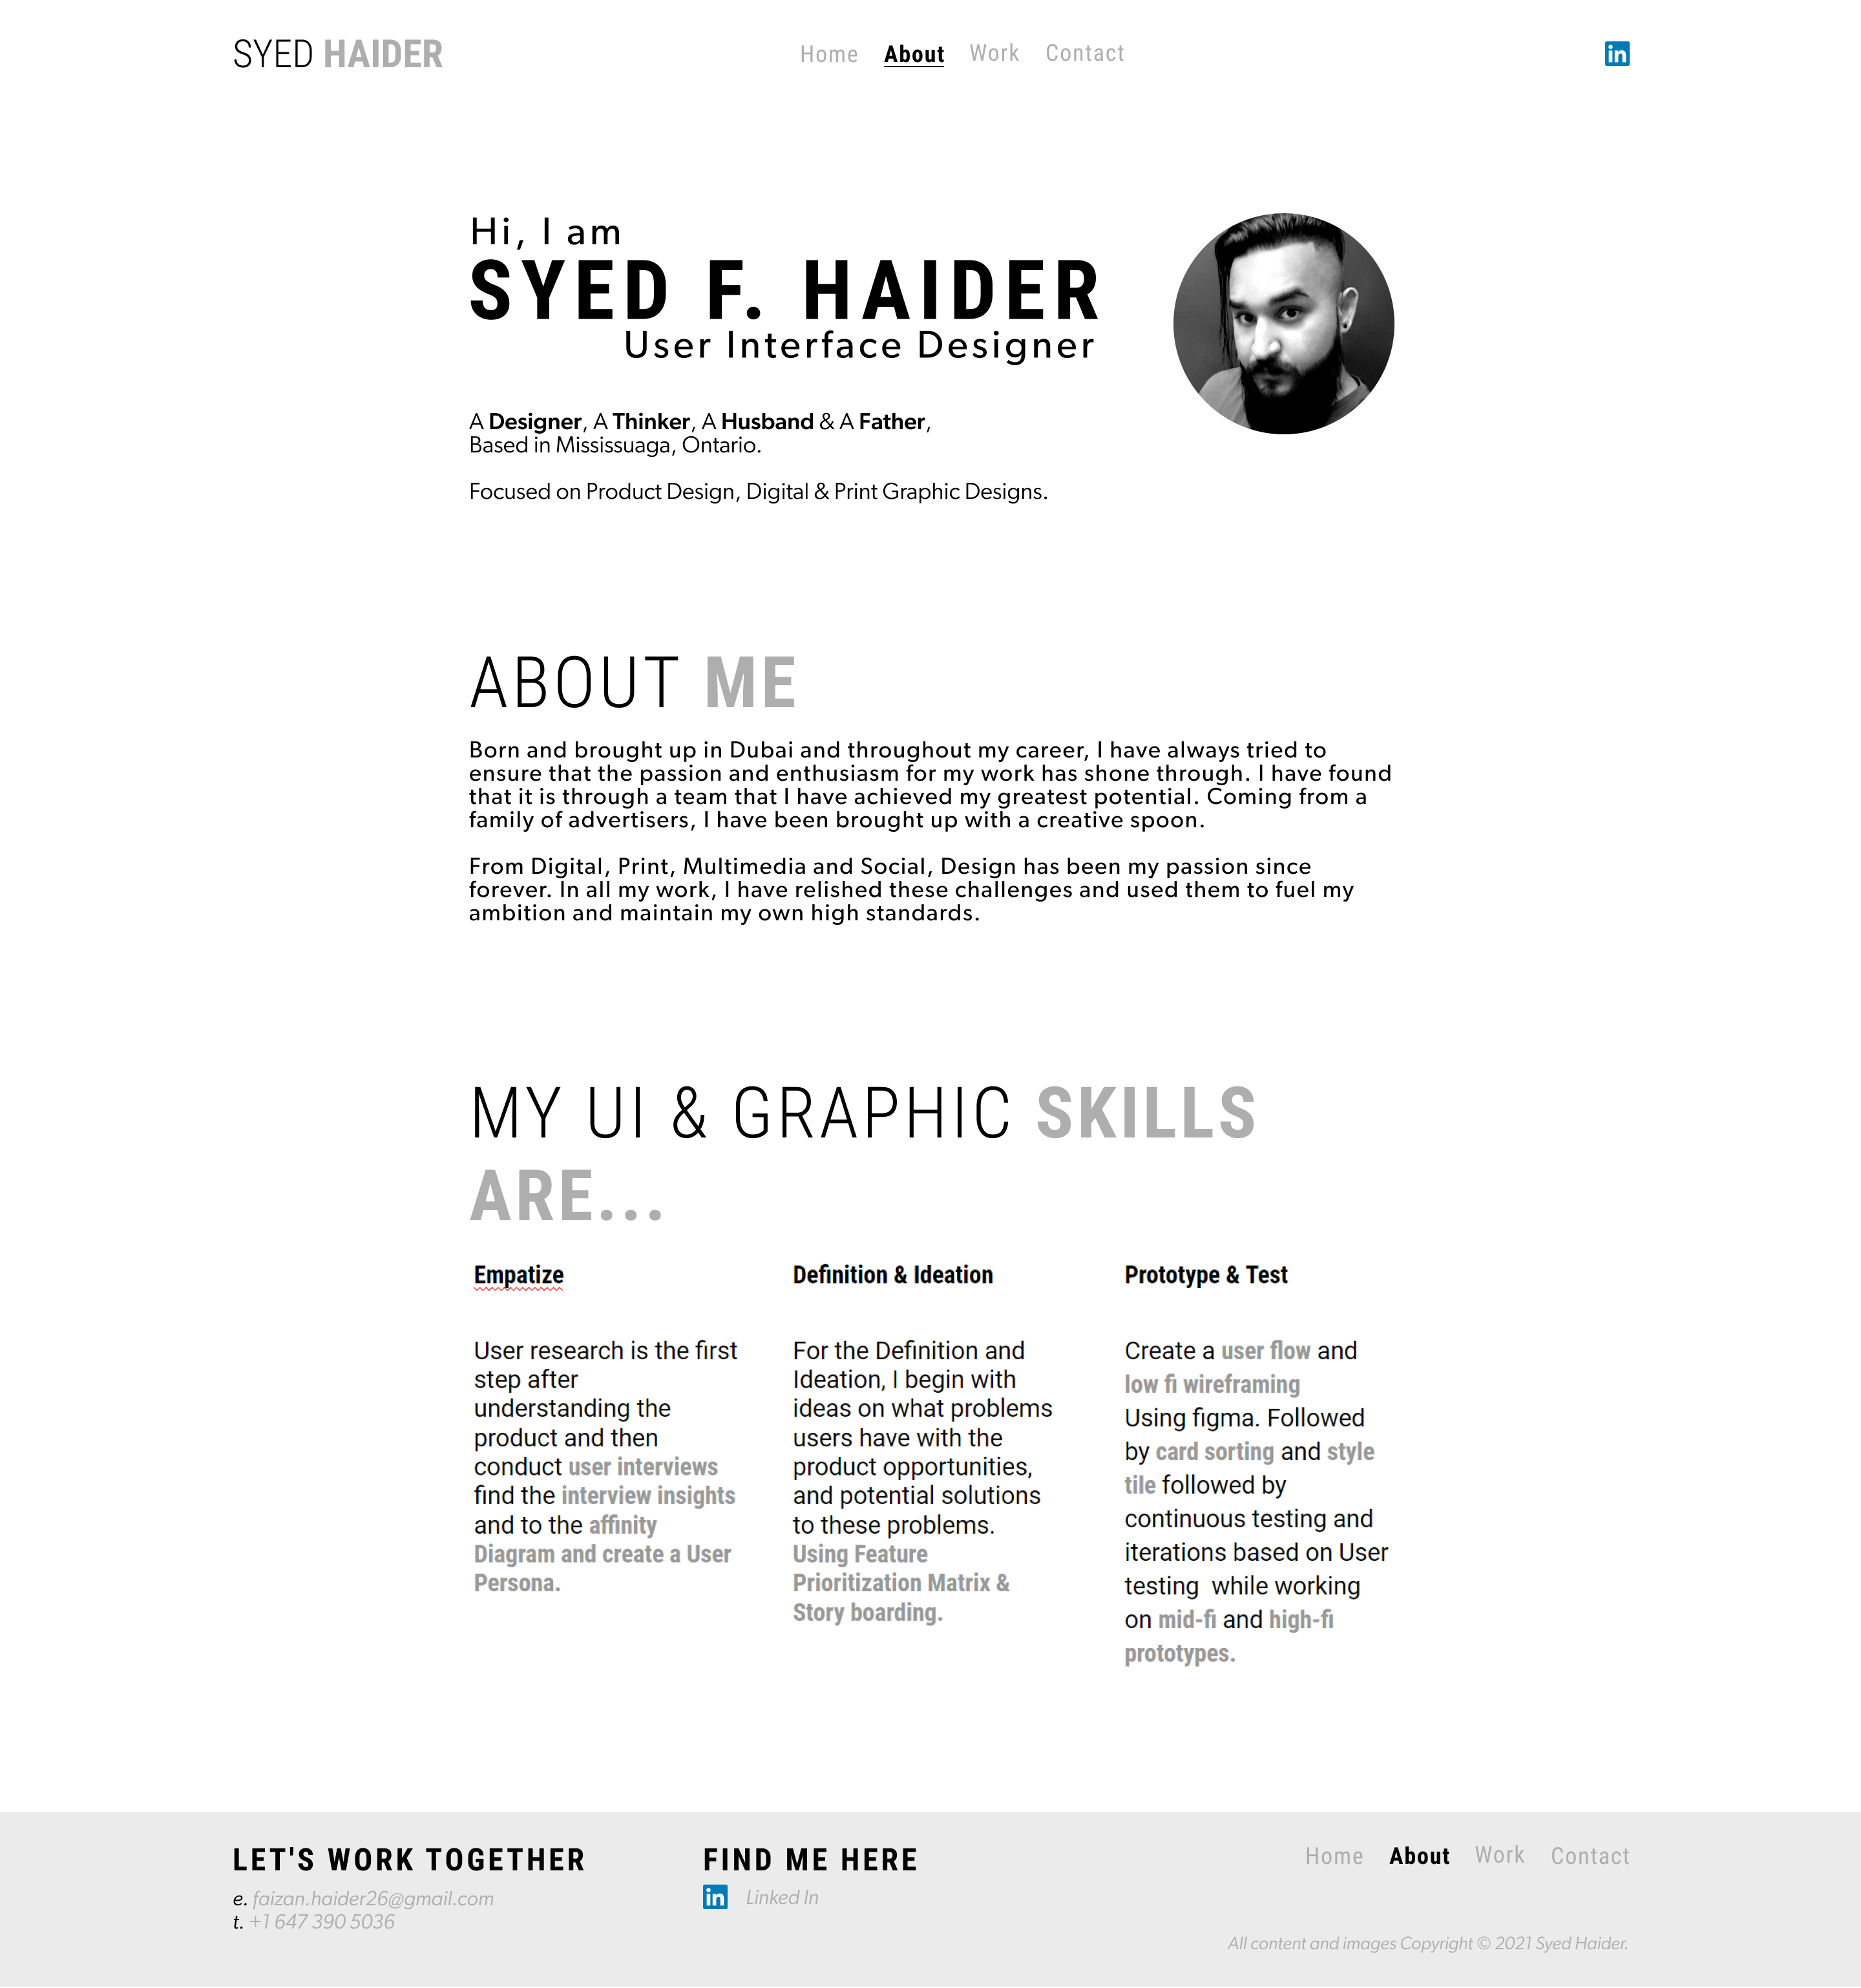 SYED HAIDER
Home About Work Contact
in
Hi, I am
SYED F. HAIDER
User Interface Designer
A Designer, A Thinker, A Husband & A Father,
Based in Mississuaga, Ontario.
Focused on Product Design, Digital & Print Graphic Designs.
ABOUT ME
Born and brought up in Dubai and throughout my career, I have always tried to
ensure that the passion and enthusiasm for my work has shone through. I have found
that it is through a team that I have achieved my greatest potential. Coming from a
family of advertisers, I have been brought up with a creative spoon.
From Digital, Print, Multimedia and Social, Design has been my passion since
forever. In all my work, I have relished these challenges and used them to fuel my
ambition and maintain my own high standards.
MY UI & GRAPHIC SKILLS
ARE...
Empatize
User research is the first
step after
understanding the
product and then
conduct user interviews
find the interview insights
and to the affinity
Diagram and create a User
Persona.
Definition & Ideation
For the Definition and
Ideation, I begin with
ideas on what problems
users have with the
product opportunities,
and potential solutions
to these problems.
Using Feature
Prioritization Matrix &
Story boarding.
Prototype & Test
Create a user flow and
low fi wireframing
Using figma. Followed
by card sorting and style
tile followed by
continuous testing and
iterations based on User
testing  while working
on mid-fi and high-fi
prototypes.
LET'S WORK TOGETHER
e. faizan.haider26@gmail.com
t. +1 647 390 5036
FIND ME HERE
in Linked In
Home About Work Contact
All content and images Copyright © 2021 Syed Haider.